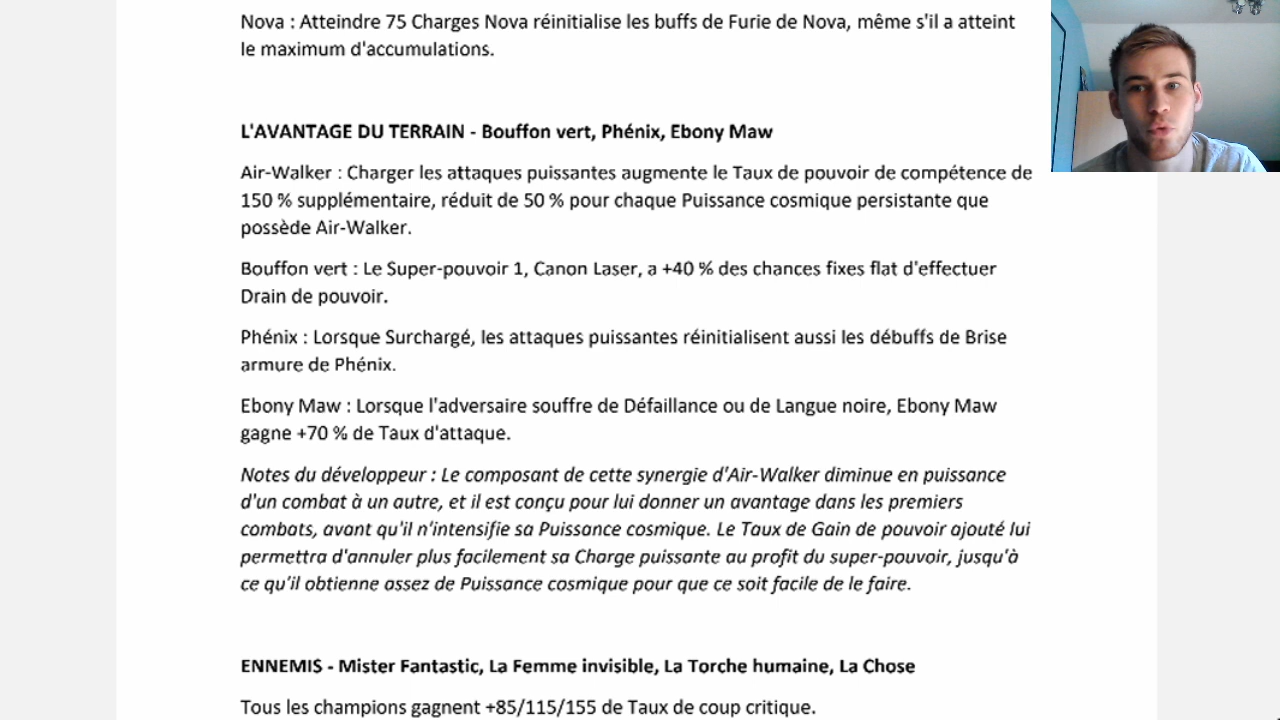 Nova : Atteindre 75 Charges Nova réinitialise les buffs de Furie de Nova, même s'il a atteint
le maximum d'accumulations.
L'AVANTAGE DU TERRAIN - Bouffon vert, Phénix, Ebony Maw
Air-Walker : Charger les attaques puissantes augmente le Taux de pouvoir de compétence de
150 % supplémentaire, réduit de 50 % pour chaque Puissance cosmique persistante que
possède Air-Walker.
Bouffon vert : Le Super-pouvoir 1, Canon Laser, a +40 % des chances fixes flat d'effectuer
Drain de pouvoir.
Phénix : Lorsque Surchargé, les attaques puissantes réinitialisent aussi les débuffs de Brise
armure de Phénix.
Ebony Maw : Lorsque l'adversaire souffre de Défaillance ou de Langue noire, Ebony Maw
gagne +70 % de Taux d'attaque.
Notes du développeur : Le composant de cette synergie d'Air-Walker diminue en puissance
d'un combat à un autre, et il est conçu pour lui donner un avantage dans les premiers
combats, avant qu'il n'intensifie sa Puissance cosmique. Le Taux de Gain de pouvoir ajouté lui
permettra d'annuler plus facilement sa Charge puissante au profit du super-pouvoir, jusqu'à
ce qu'il obtienne assez de Puissance cosmique pour que ce soit facile de le faire.
ENNEMIS - Mister Fantastic, La Femme invisible, La Torche humaine, La Chose
Tous les champions gagnent +85/115/155 de Taux de coup critique.